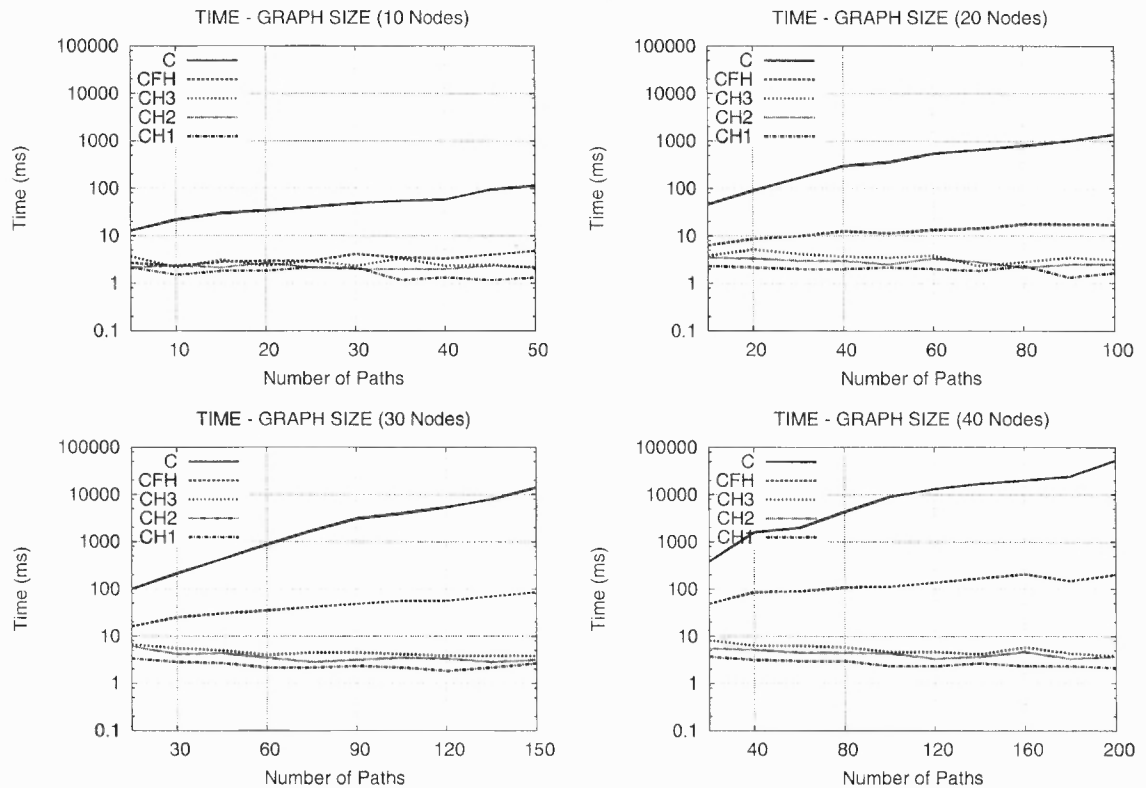 TIME - GRAPH SIZE (10 Nodes)
100000
10000
1000
100
10
1
0.1
Time (ms)
C
CFH
CH3
CH2
CH1
10
20
30
40
50
Number of Paths
TIME - GRAPH SIZE (20 Nodes)
100000
10000
1000
100
10
1
0.1
Time (ms)
C
CFH
CH3
CH2
CH1
20
40
60
80
100
Number of Paths
TIME - GRAPH SIZE (30 Nodes)
100000
10000
1000
100
10
1
0.1
Time (ms)
C
CFH
CH3
CH2
CH1
30
60
90
120
150
Number of Paths
TIME - GRAPH SIZE (40 Nodes)
100000
10000
1000
100
10
1
0.1
Time (ms)
C
CFH
CH3
CH2
CH1
40
80
120
160
200
Number of Paths